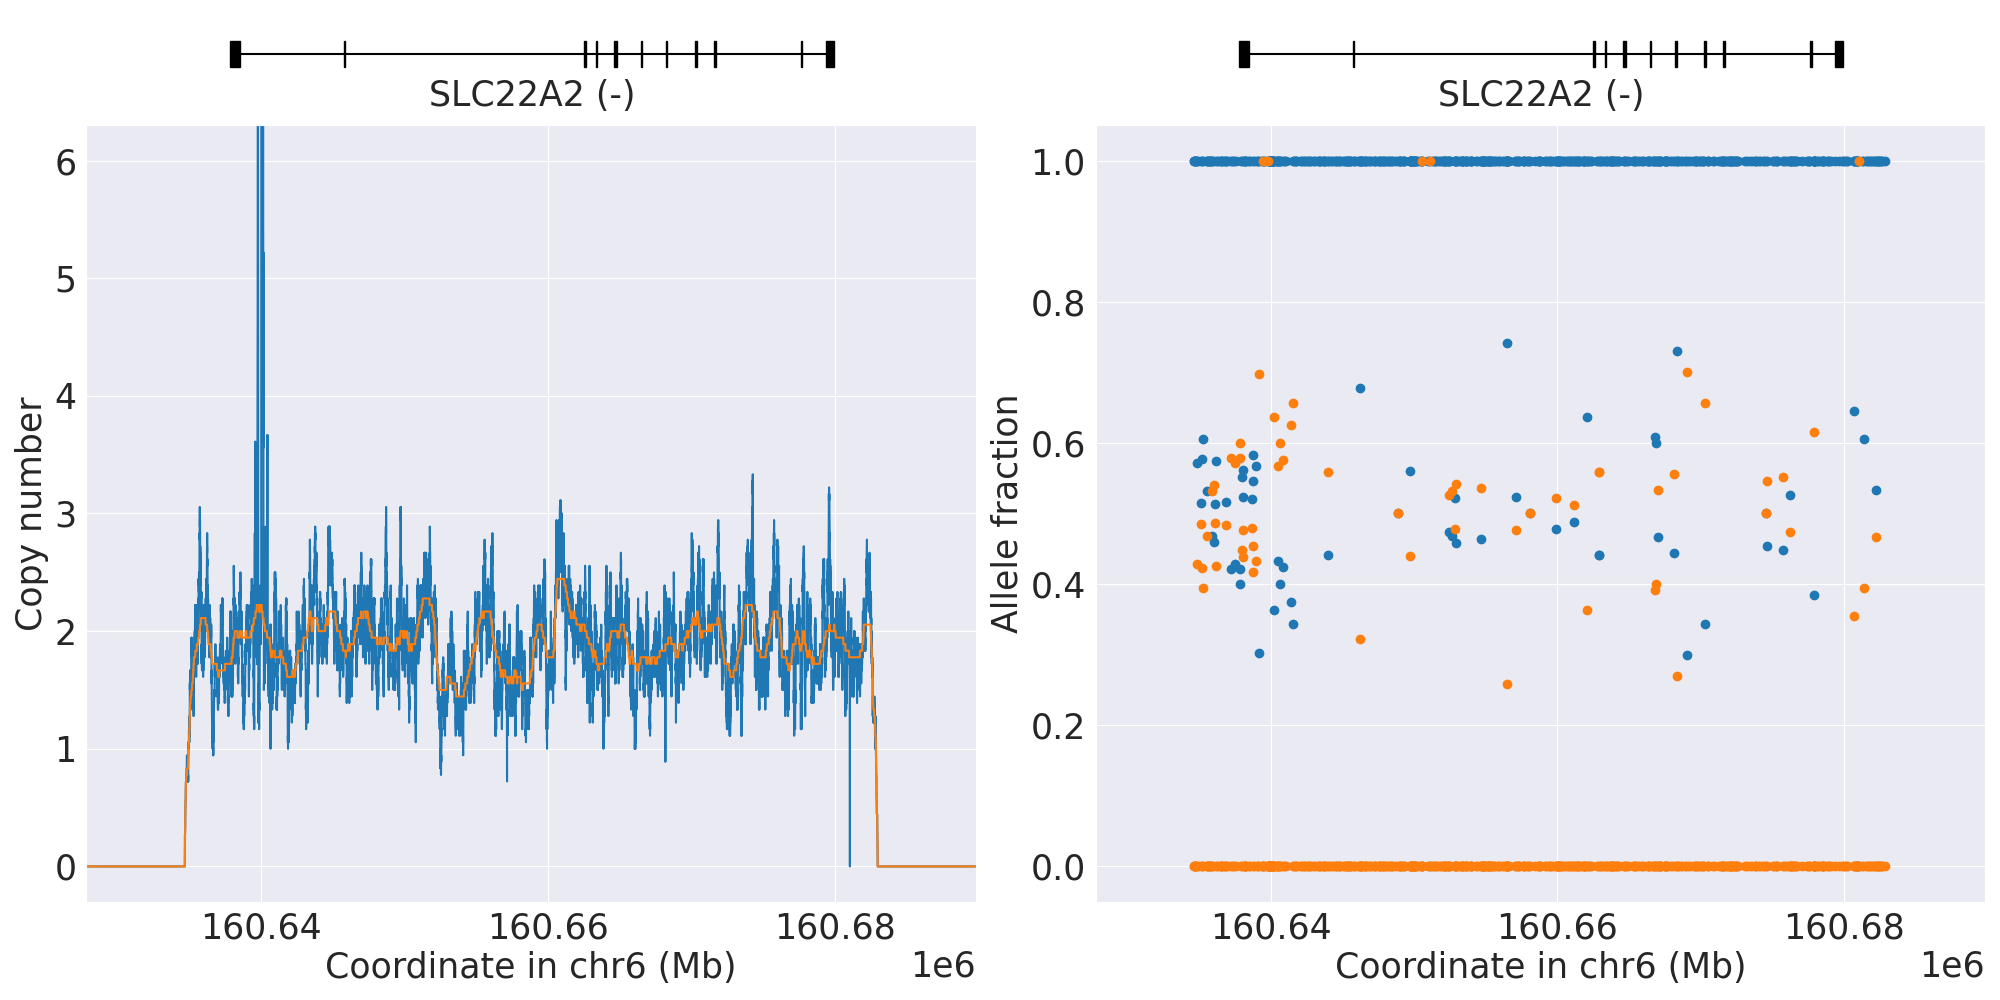 SLC22A2 (-)
6
5
4
3
2
1
0
Copy number
160.64
160.66
160.68
Coordinate in chr6 (Mb)
1e6
SLC22A2 (-)
1.0
0.8
0.6
0.4
0.2
0.0
Allele fraction
160.64
160.66
160.68
Coordinate in chr6 (Mb)
1e6